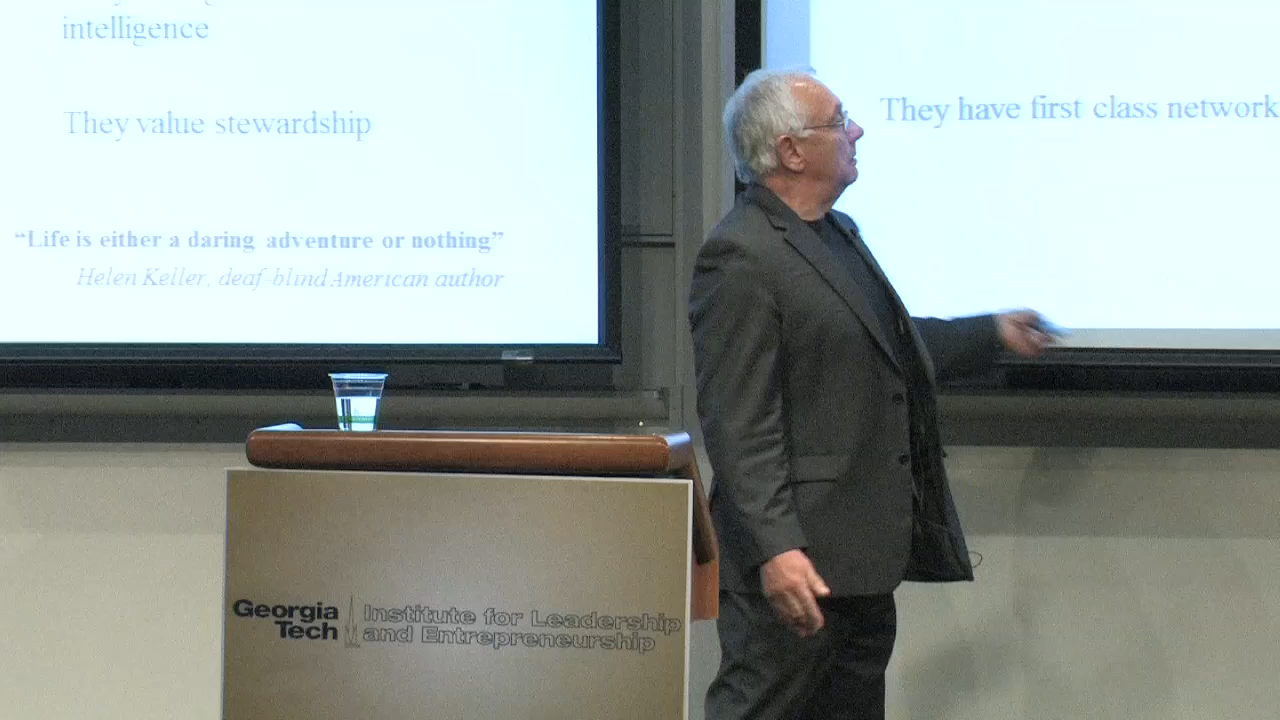 intelligence
They value stewardship
“Life is either a daring adventure or nothing”
Helen Keller, deaf-blind American author
They have first class network
Georgia
Tech
Institute for Leadership
and Entrepreneurship